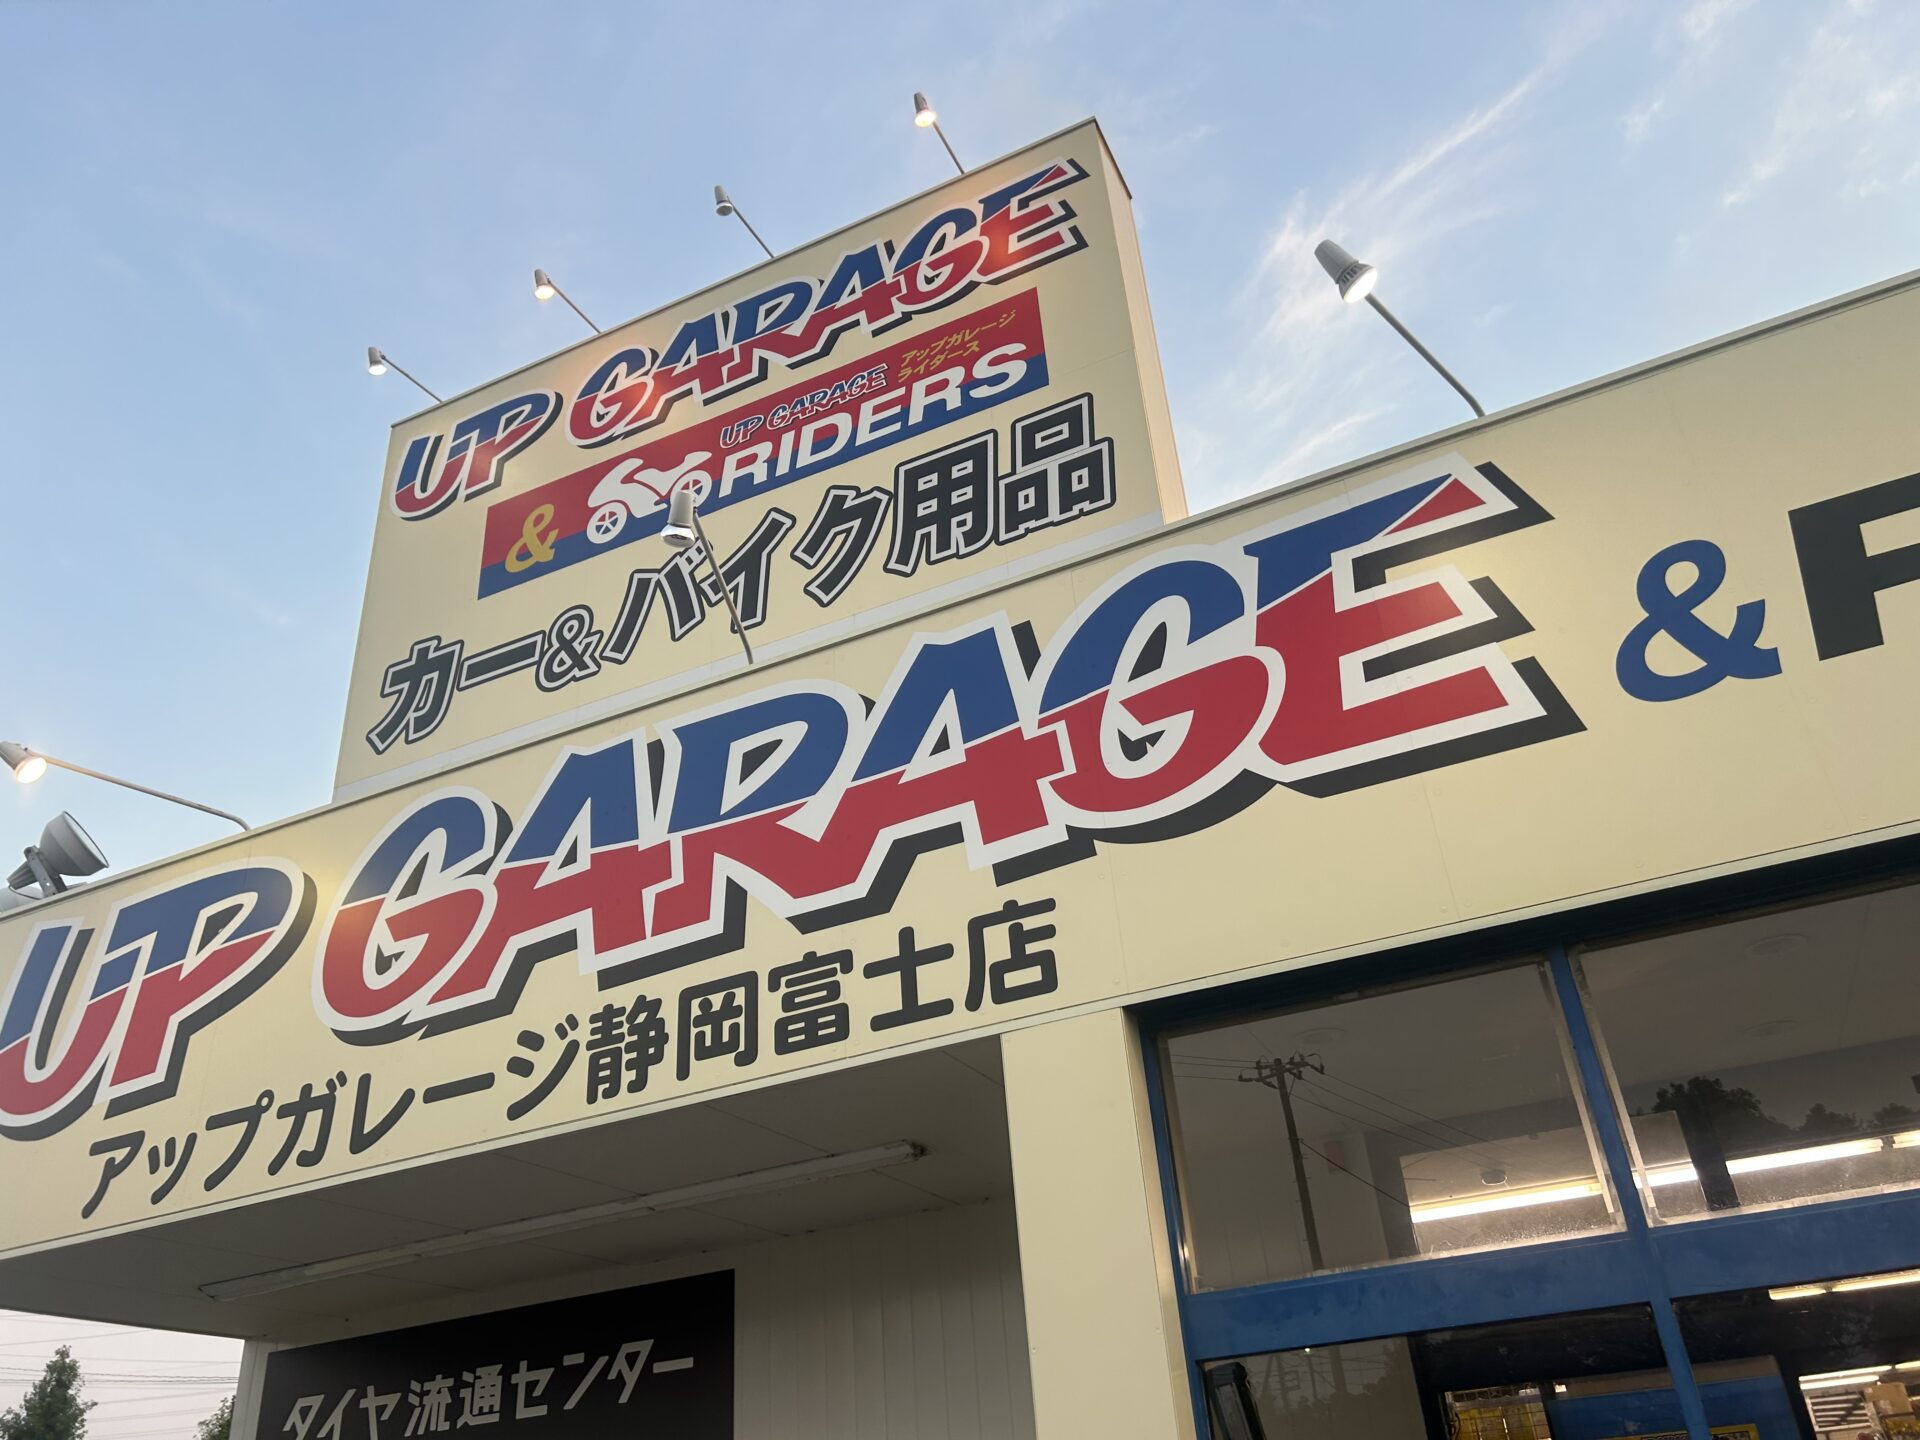 UP GARAGE
& UP GARAGE アップガレージ
ライダース
RIDERS
カー&バイク用品
UP GARAGE &
アップガレージ静岡富士店
タイヤ流通センター